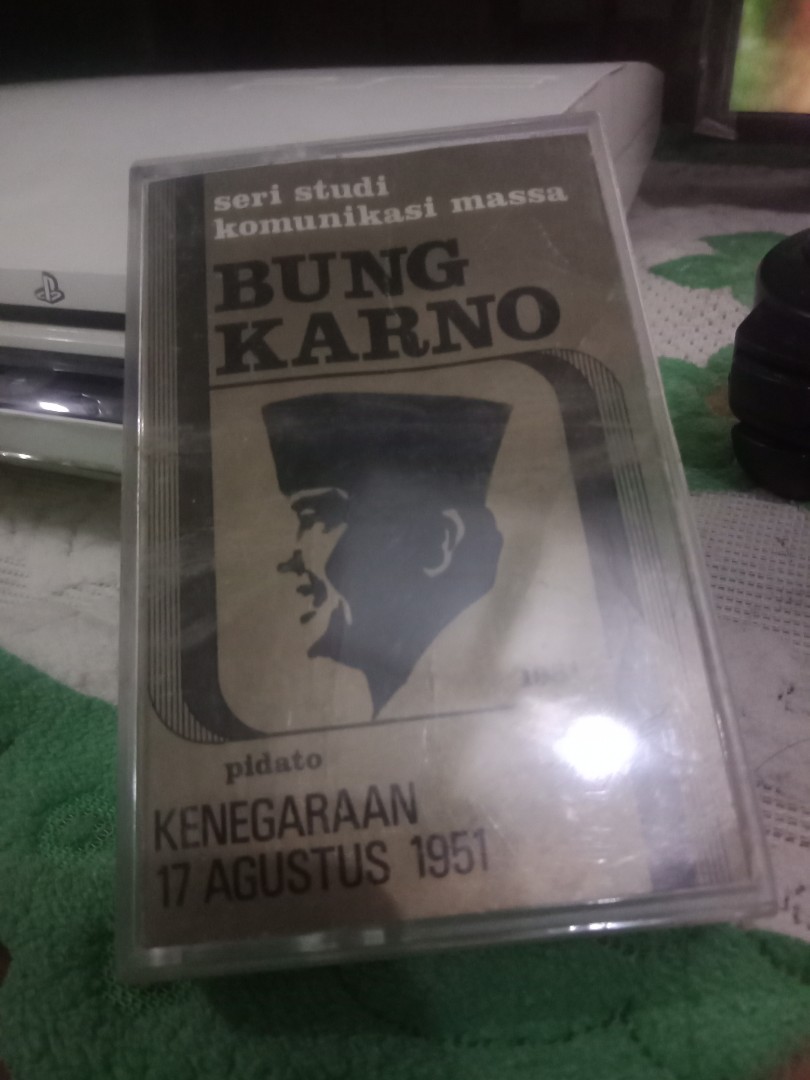 seri studi
komunikasi massa
BUNG
KARNO
pidato
KENEGARAAN
17 AGUSTUS 1951